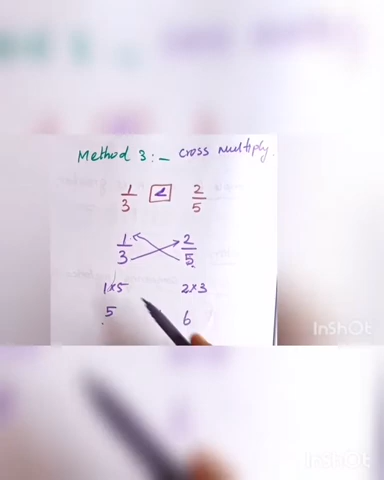 Method 3:- cross multiply.
1/3 < 2/5
1/3 2/5
1×5 2×3
5 6
InShOt
InShOt